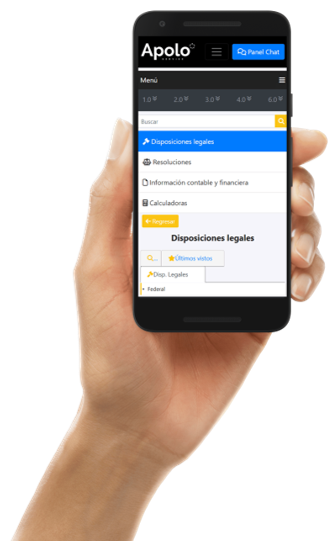 Apolo
SERVICE
Panel Chat
Menú
1.0 2.0 3.0 4.0 6.0
Buscar
Disposiciones legales
Resoluciones
Información contable y financiera
Calculadoras
Regresar
Disposiciones legales
... Últimos vistos
Disp. Legales
Federal